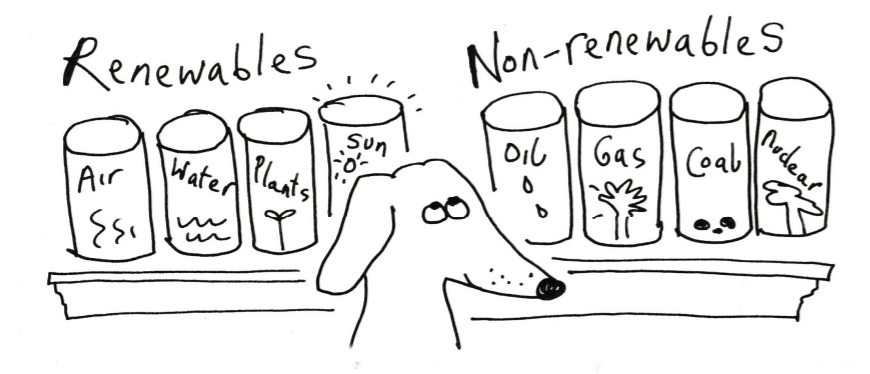 Renewables
Non-renewables
Air
Water
Plants
Sun
Oil
Gas
Coal
Nuclear